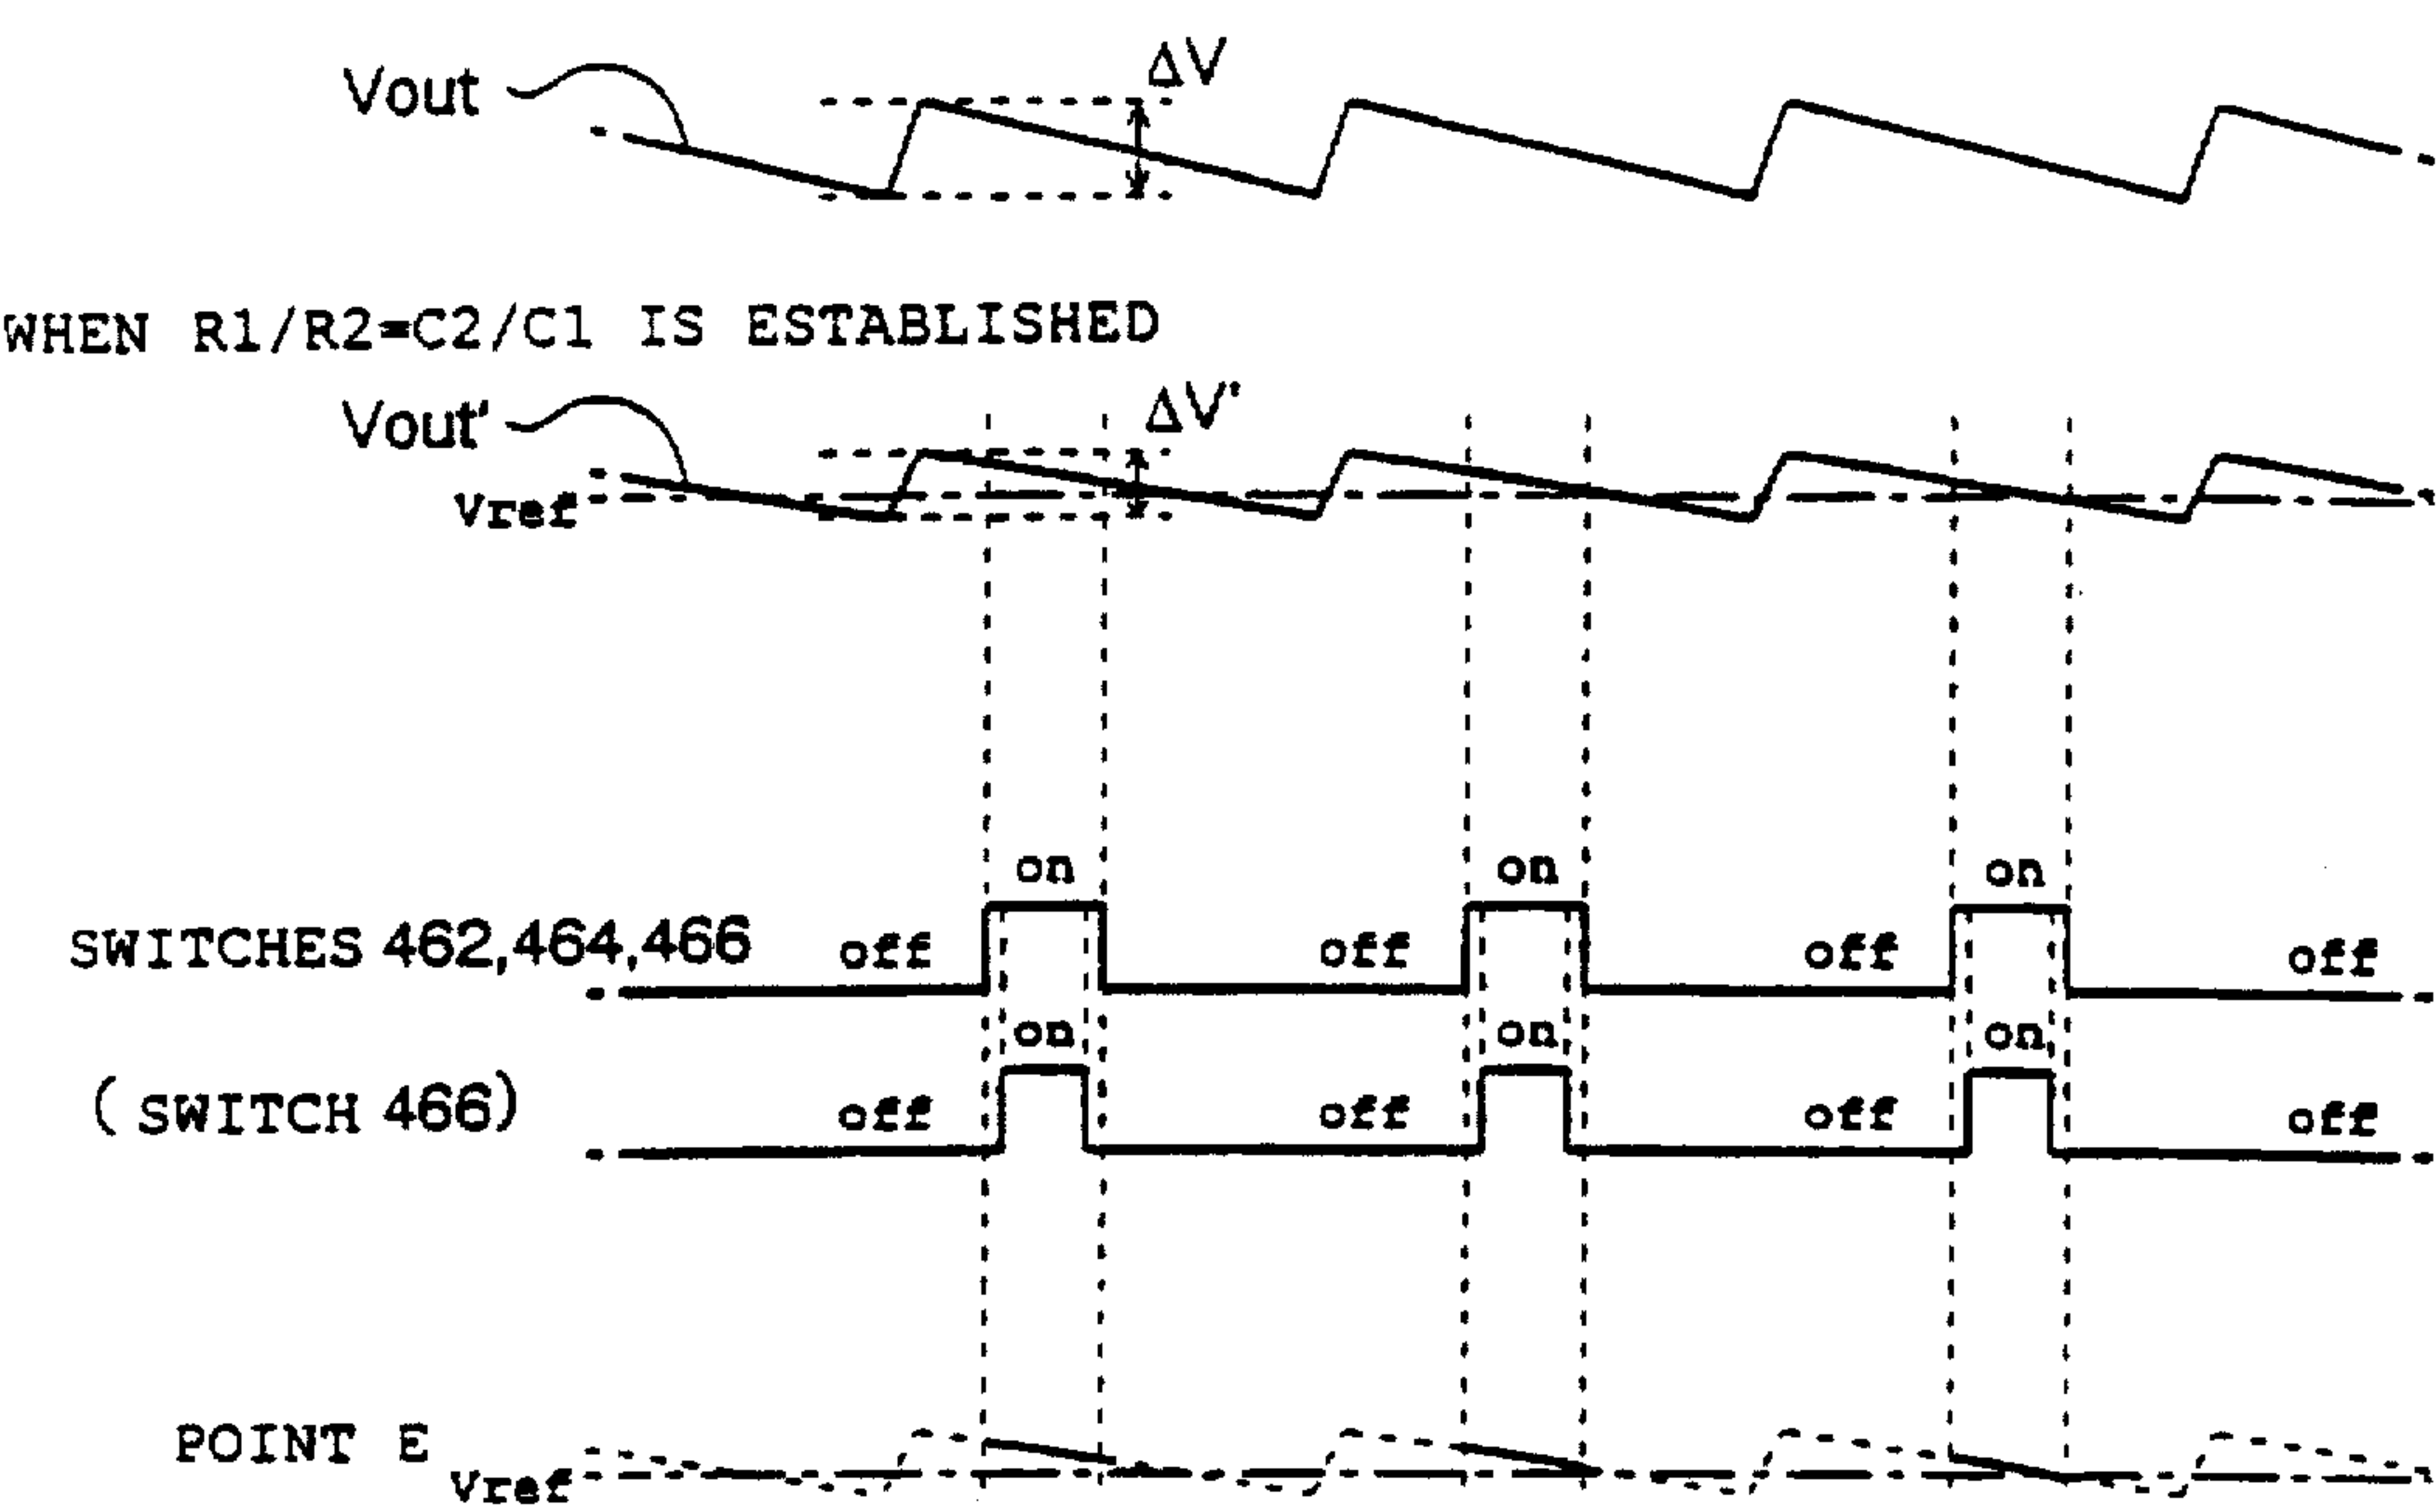 Vout
ΔV
WHEN R1/R2=C2/C1 IS ESTABLISHED
Vout'
ΔV'
Vref
on on on
SWITCHES 462,464,466 off off off off
on on on
(SWITCH 466) off off off off
POINT E
Vref